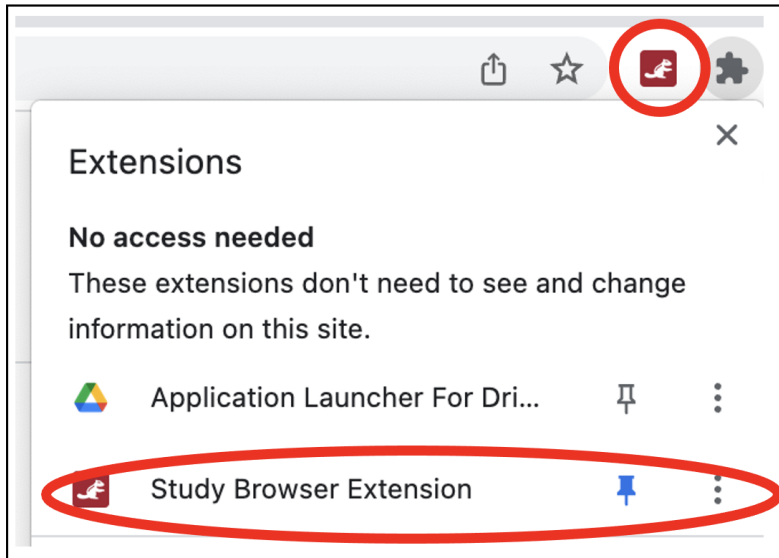 Extensions
No access needed
These extensions don't need to see and change
information on this site.
Application Launcher For Dri...
Study Browser Extension